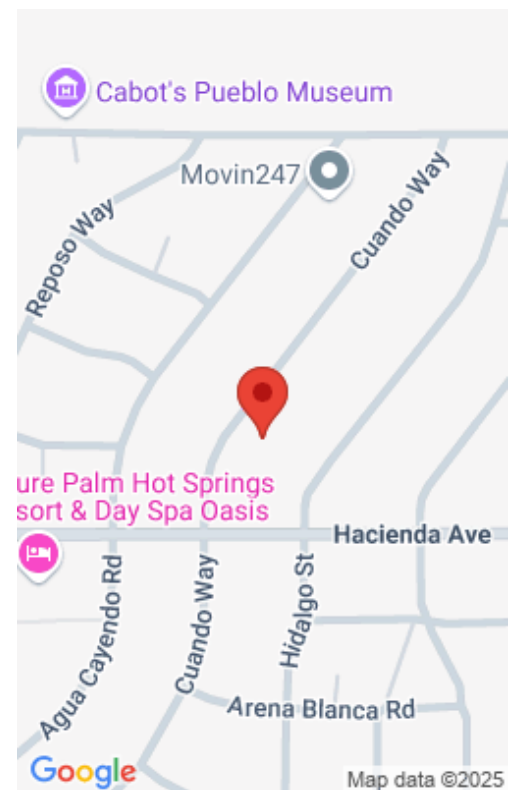 Cabot's Pueblo Museum
Movin247
Cuando Way
Reposo Way
ure Palm Hot Springs
sort & Day Spa Oasis
Hacienda Ave
Agua Cayendo Rd
Cuando Way
Hidalgo St
Arena Blanca Rd
Google
Map data ©2025